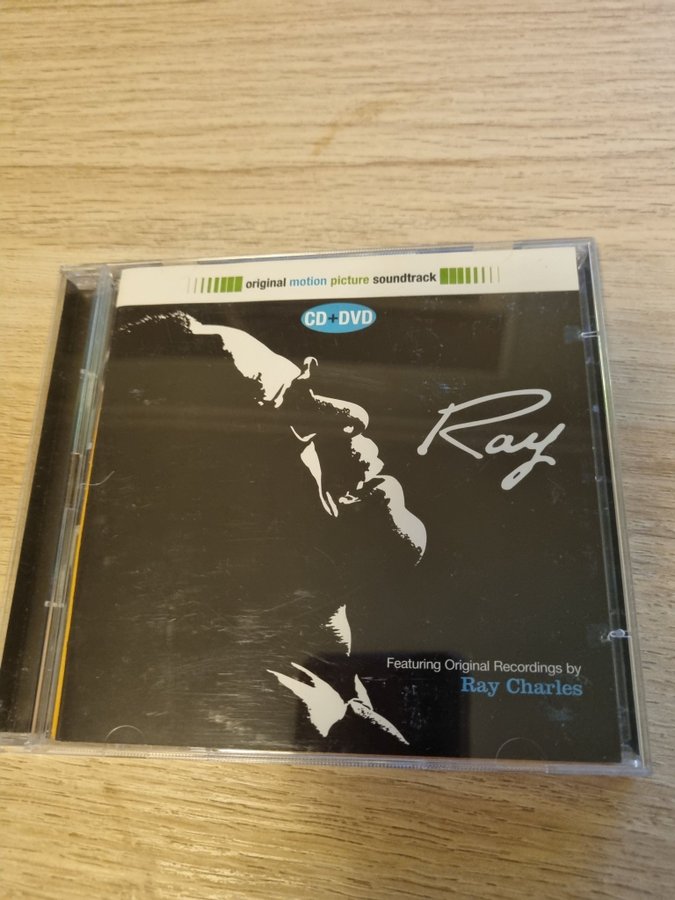 original motion picture soundtrack
CD+DVD
Ray
Featuring Original Recordings by
Ray Charles